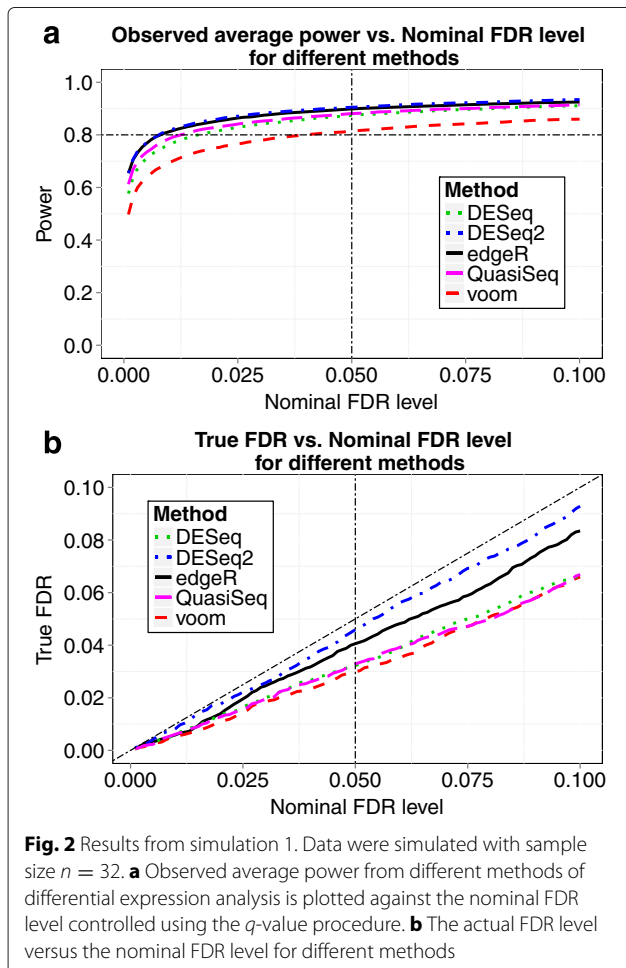 a
Observed average power vs. Nominal FDR level
for different methods
1.0
0.8
0.6
0.4
0.2
0.0
Power
Method
DESeq
DESeq2
edgeR
QuasiSeq
voom
0.000 0.025 0.050 0.075 0.100
Nominal FDR level
b
True FDR vs. Nominal FDR level
for different methods
0.10
0.08
0.06
0.04
0.02
0.00
True FDR
Method
DESeq
DESeq2
edgeR
QuasiSeq
voom
0.000 0.025 0.050 0.075 0.100
Nominal FDR level
Fig. 2 Results from simulation 1. Data were simulated with sample
size n = 32. a Observed average power from different methods of
differential expression analysis is plotted against the nominal FDR
level controlled using the q-value procedure. b The actual FDR level
versus the nominal FDR level for different methods